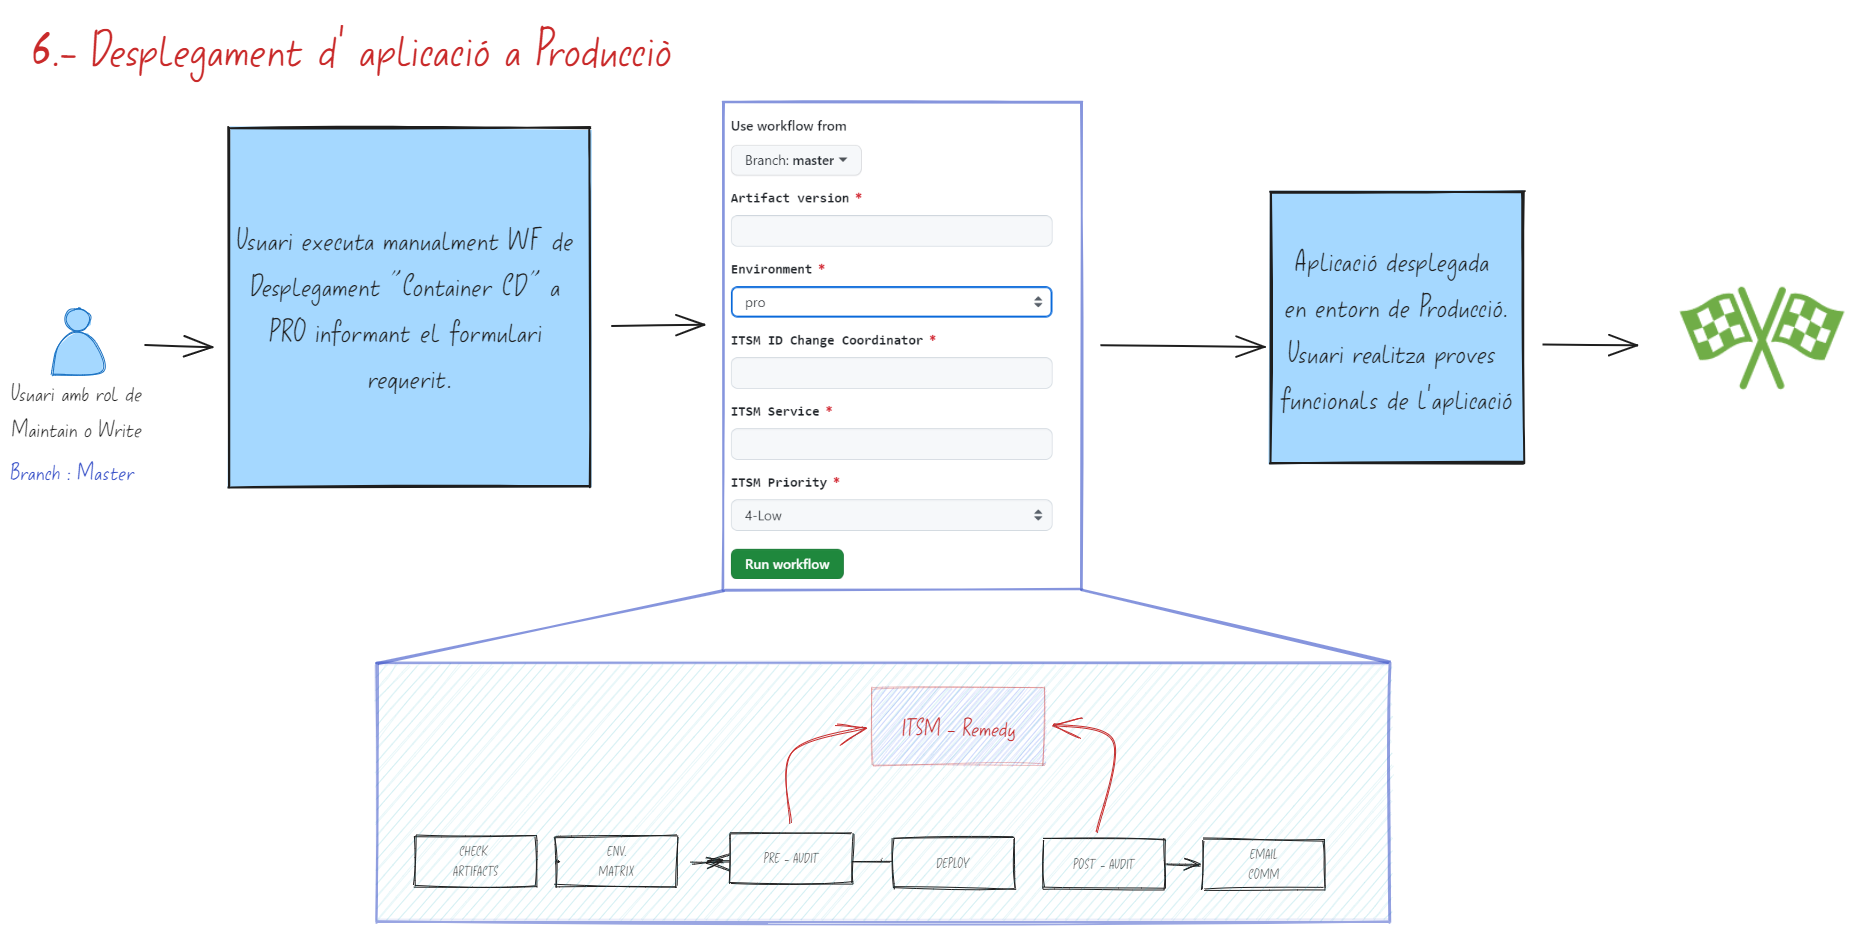 6.- Desplegament d' aplicació a Producciò
Usuari amb rol de
Maintain o Write
Branch : Master
Usuari executa manualment WF de
Desplegament "Container CD" a
PRO informant el formulari
requerit.
Use workflow from
Branch: master
Artifact version *
Environment *
pro
ITSM ID Change Coordinator *
ITSM Service *
ITSM Priority *
4-Low
Run workflow
Aplicació desplegada
en entorn de Producció.
Usuari realitza proves
funcionals de l'aplicació
ITSM - Remedy
CHECK
ARTIFACTS
ENV.
MATRIX
PRE - AUDIT
DEPLOY
POST - AUDIT
EMAIL
COMM